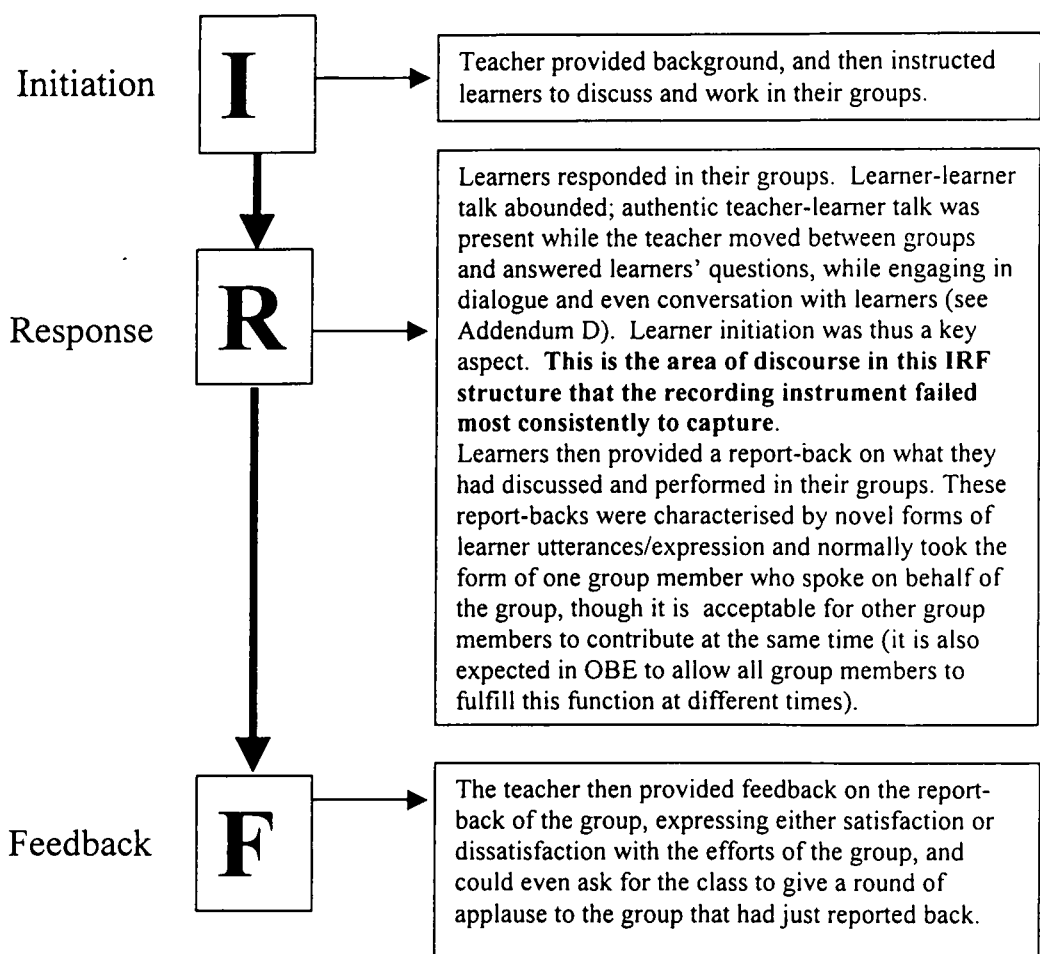 Initiation
I
Teacher provided background, and then instructed
learners to discuss and work in their groups.
Response
R
Learners responded in their groups. Learner-learner
talk abounded; authentic teacher-learner talk was
present while the teacher moved between groups
and answered learners' questions, while engaging in
dialogue and even conversation with learners (see
Addendum D). Learner initiation was thus a key
aspect. This is the area of discourse in this IRF
structure that the recording instrument failed
most consistently to capture.
Learners then provided a report-back on what they
had discussed and performed in their groups. These
report-backs were characterised by novel forms of
learner utterances/expression and normally took the
form of one group member who spoke on behalf of
the group, though it is acceptable for other group
members to contribute at the same time (it is also
expected in OBE to allow all group members to
fulfill this function at different times).
Feedback
F
The teacher then provided feedback on the report-
back of the group, expressing either satisfaction or
dissatisfaction with the efforts of the group, and
could even ask for the class to give a round of
applause to the group that had just reported back.